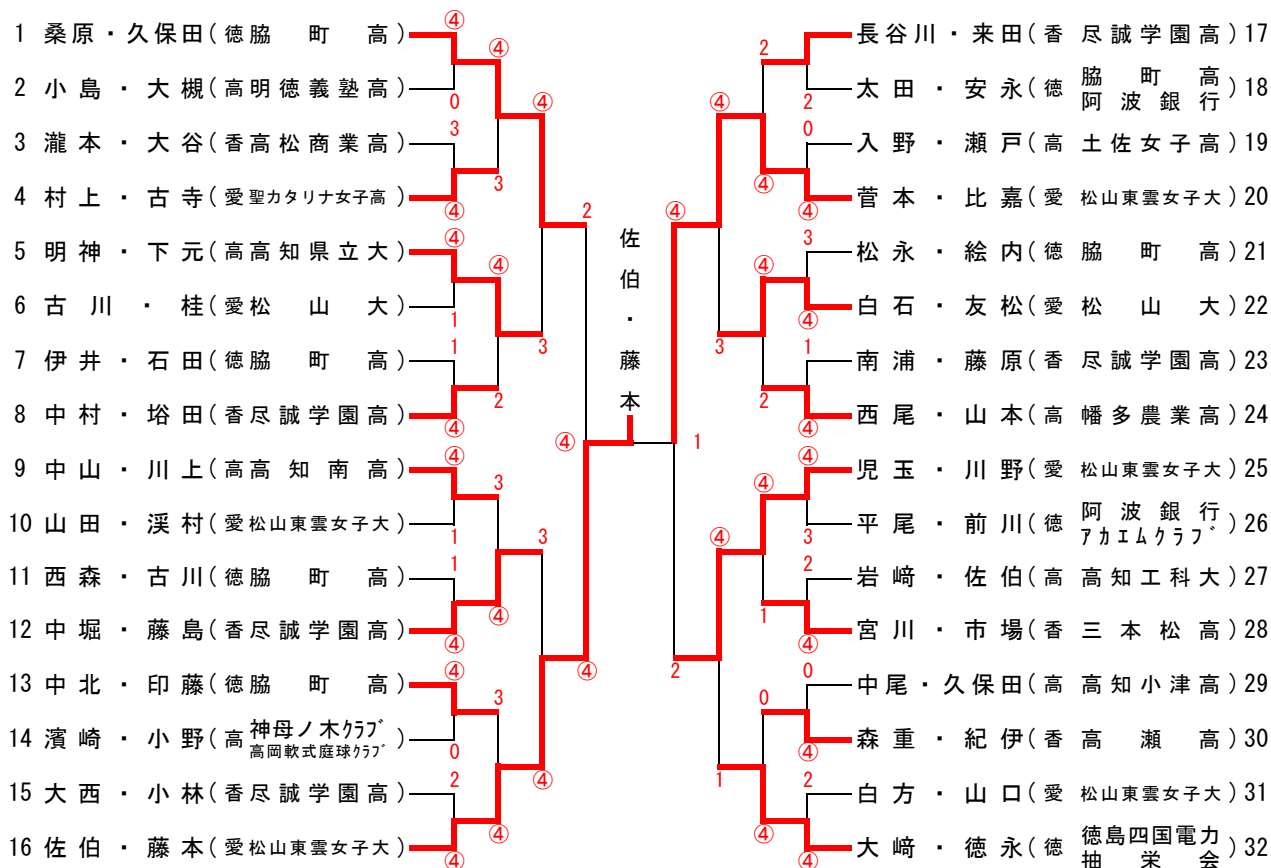 1 桑原・久保田(徳脇町高)
2 小島・大槻(高明徳義塾高)
3 瀧本・大谷(香高松商業高)
4 村上・古寺(愛聖カタリナ女子高)
5 明神・下元(高高知県立大)
6 古川・桂(愛松山大)
7 伊井・石田(徳脇町高)
8 中村・垎田(香尽誠学園高)
9 中山・川上(高高知南高)
10 山田・渓村(愛松山東雲女子大)
11 西森・古川(徳脇町高)
12 中堀・藤島(香尽誠学園高)
13 中北・印藤(徳脇町高)
14 濱崎・小野(高神母ノ木クラブ
高岡軟式庭球クラブ)
15 大西・小林(香尽誠学園高)
16 佐伯・藤本(愛松山東雲女子大)
④
0
3
④
④
1
1
④
④
1
1
④
④
0
2
④
④
3
④
2
3
④
3
④
④
3
3
④
2
④
④
佐伯・藤本
1
④
2
④
3
④
1
2
④
④
2
④
1
0
④
2
0
④
3
④
1
④
④
3
2
④
0
④
2
④
長谷川・来田(香 尽誠学園高)17
太田・安永(徳 脇町高
阿波銀行)18
入野・瀬戸(高 土佐女子高)19
菅本・比嘉(愛 松山東雲女子大)20
松永・絵内(徳 脇町高)21
白石・友松(愛 松山大)22
南浦・藤原(香 尽誠学園高)23
西尾・山本(高 幡多農業高)24
児玉・川野(愛 松山東雲女子大)25
平尾・前川(徳 阿波銀行
アカエムクラブ)26
岩﨑・佐伯(高 高知工科大)27
宮川・市場(香 三本松高)28
中尾・久保田(高 高知小津高)29
森重・紀伊(香 高瀬高)30
白方・山口(愛 松山東雲女子大)31
大﨑・徳永(徳 徳島四国電力
抽栄会)32